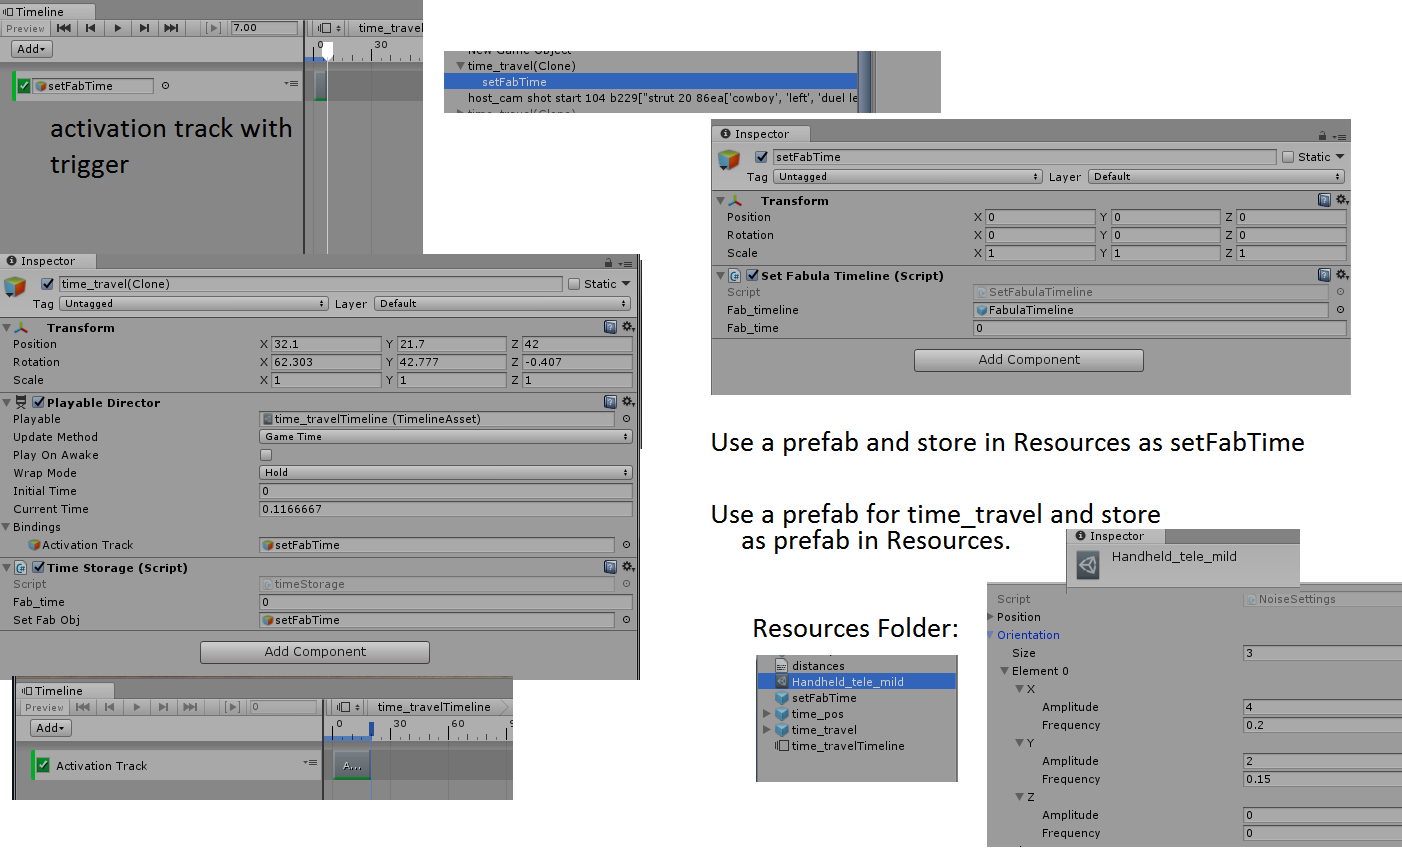 Timeline
Preview 7.00 time_travel
Add 0 30
setFabTime
activation track with
trigger
New Game Object
time_travel(Clone)
setFabTime
host_cam shot start 104 b229["strut 20 86ea['cowboy', 'left', 'duel le
time_travel(Clone)
Inspector
setFabTime Static
Tag Untagged Layer Default
Transform
Position X 0 Y 0 Z 0
Rotation X 0 Y 0 Z 0
Scale X 1 Y 1 Z 1
Set Fabula Timeline (Script)
Script SetFabulaTimeline
Fab_timeline FabulaTimeline
Fab_time 0
Add Component
Inspector
time_travel(Clone) Static
Tag Untagged Layer Default
Transform
Position X 32.1 Y 21.7 Z 42
Rotation X 62.303 Y 42.777 Z -0.407
Scale X 1 Y 1 Z 1
Playable Director
Playable time_travelTimeline (TimelineAsset)
Update Method Game Time
Play On Awake
Wrap Mode Hold
Initial Time 0
Current Time 0.1166667
Bindings
Activation Track setFabTime
Time Storage (Script)
Script timeStorage
Fab_time 0
Set Fab Obj setFabTime
Add Component
Timeline
Preview 0 time_travelTimeline
Add 0 30 60 9
Activation Track A...
Use a prefab and store in Resources as setFabTime
Use a prefab for time_travel and store
as prefab in Resources.
Resources Folder:
distances
Handheld_tele_mild
setFabTime
time_pos
time_travel
time_travelTimeline
Inspector
Handheld_tele_mild
Script NoiseSettings
Position
Orientation
Size 3
Element 0
X
Amplitude 4
Frequency 0.2
Y
Amplitude 2
Frequency 0.15
Z
Amplitude 0
Frequency 0